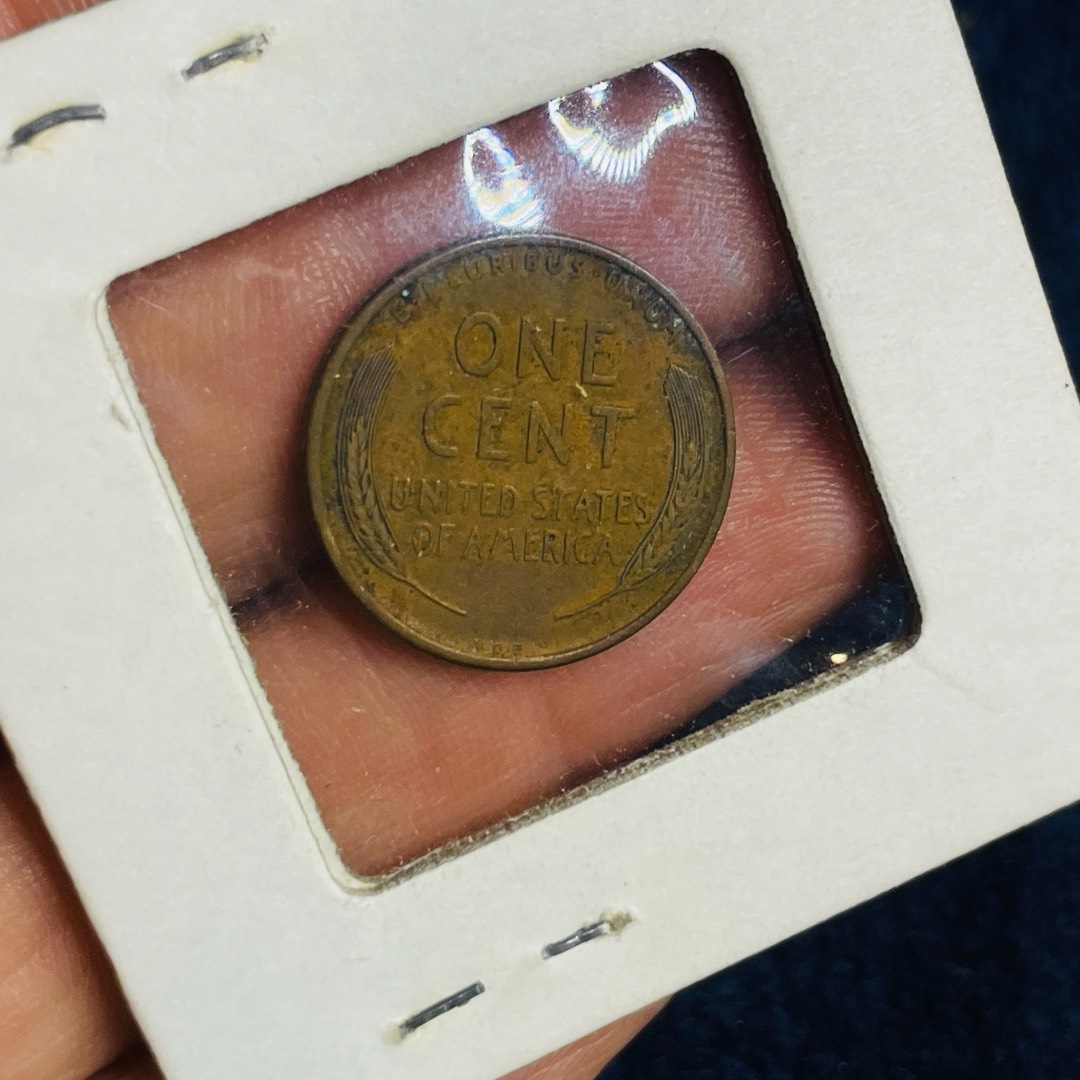 E · PLURIBUS · UNUM
ONE
CENT
UNITED STATES
OF AMERICA